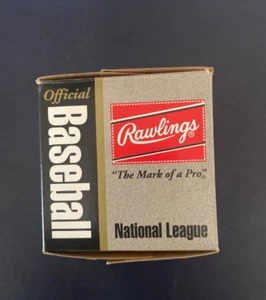 Official
Baseball
Rawlings®
"The Mark of a Pro"®
National League